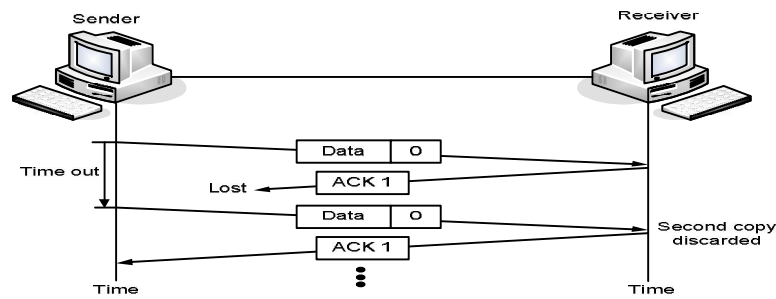 Sender
Receiver
Data 0
Time out
Lost
ACK 1
Data 0
Second copy
discarded
ACK 1
Time
Time